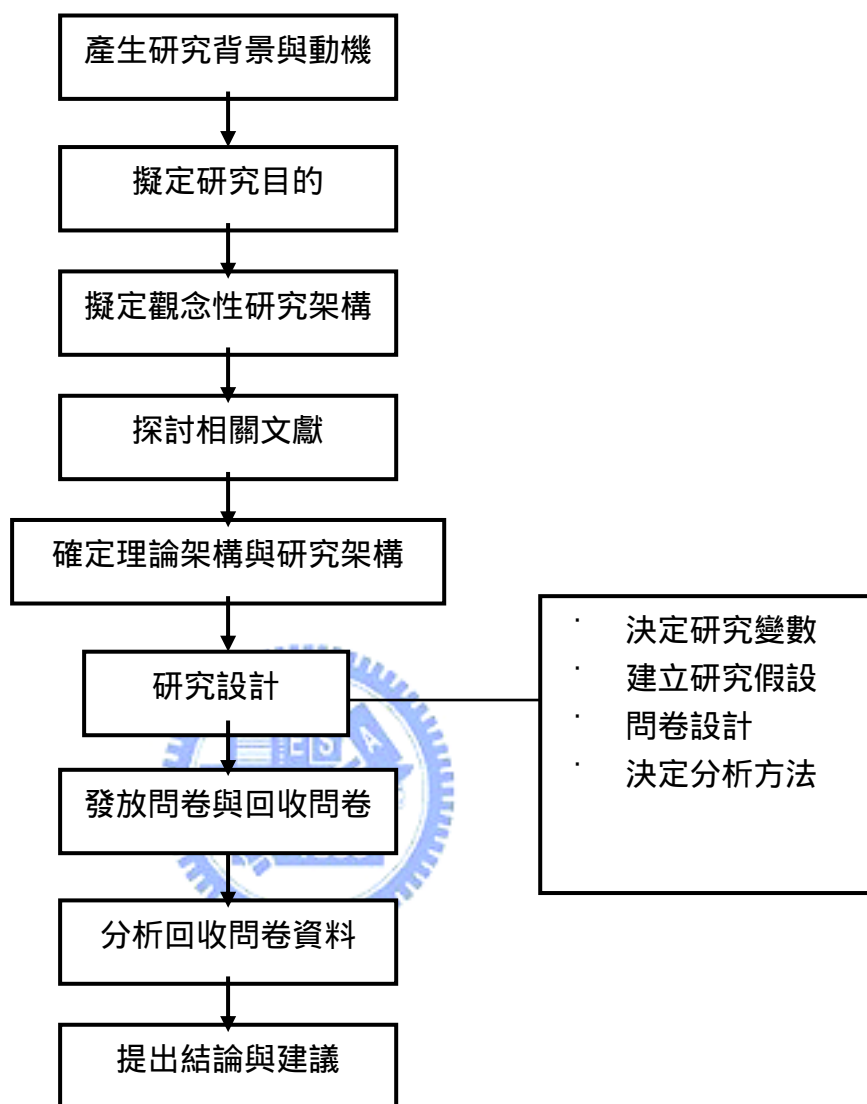 產生研究背景與動機
擬定研究目的
擬定觀念性研究架構
探討相關文獻
確定理論架構與研究架構
研究設計
˙ 決定研究變數
˙ 建立研究假設
˙ 問卷設計
˙ 決定分析方法
發放問卷與回收問卷
分析回收問卷資料
提出結論與建議